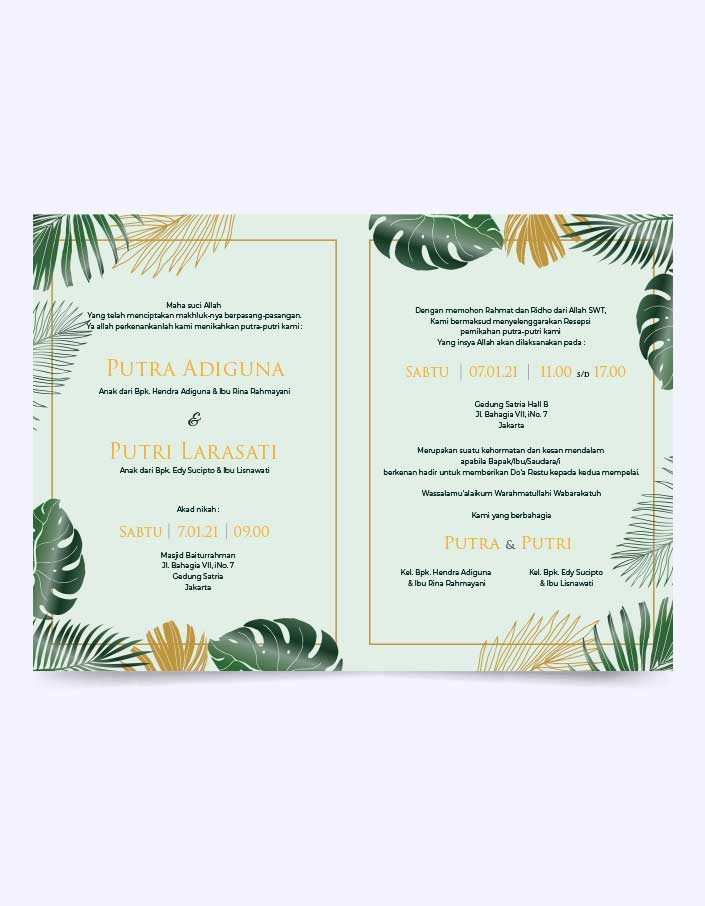 Maha suci Allah
Yang telah menciptakan makhluk-nya berpasang-pasangan.
Ya allah perkenankanlah kami menikahkan putra-putri kami :
Putra Adiguna
Anak dari Bpk. Hendra Adiguna & Ibu Rina Rahmayani
&
Putri Larasati
Anak dari Bpk. Edy Sucipto & Ibu Lisnawati
Akad nikah :
Sabtu | 7.01.21 | 09.00
Masjid Baiturrahman
Jl. Bahagia VII, iNo. 7
Gedung Satria
Jakarta
Dengan memohon Rahmat dan Ridho dari Allah SWT,
Kami bermaksud menyelenggarakan Resepsi
pernikahan putra-putri kami
Yang insya Allah akan dilaksanakan pada :
Sabtu | 07.01.21 | 11.00 s/d 17.00
Gedung Satria Hall B
Jl. Bahagia VII, iNo. 7
Jakarta
Merupakan suatu kehormatan dan kesan mendalam
apabila Bapak/Ibu/Saudara/i
berkenan hadir untuk memberikan Do'a Restu kepada kedua mempelai.
Wassalamu'alaikum Warahmatullahi Wabarakatuh
Kami yang berbahagia
Putra & Putri
Kel. Bpk. Hendra Adiguna
& Ibu Rina Rahmayani
Kel. Bpk. Edy Sucipto
& Ibu Lisnawati